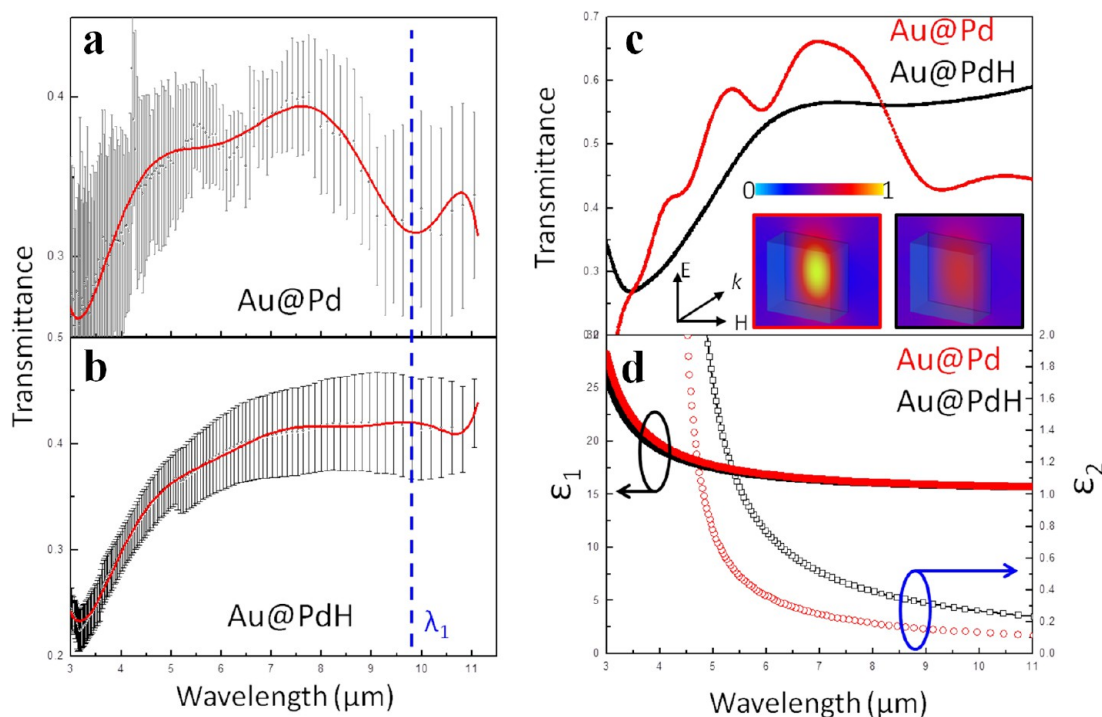 a
0.4
Transmittance
0.3
Au@Pd
0.5
b
0.4
0.3
Au@PdH
λ1
0.2
3 4 5 6 7 8 9 10 11
Wavelength (μm)
c
0.7
Au@Pd
Au@PdH
0.6
0.5
Transmittance
0 1
0.4
0.3
E
k
H
d
2.0
Au@Pd
Au@PdH
1.8
25
1.6
1.4
20
1.2
ε1
15
1.0
ε2
0.8
10
0.6
0.4
5
0.2
0
0.0
3 4 5 6 7 8 9 10 11
Wavelength (μm)